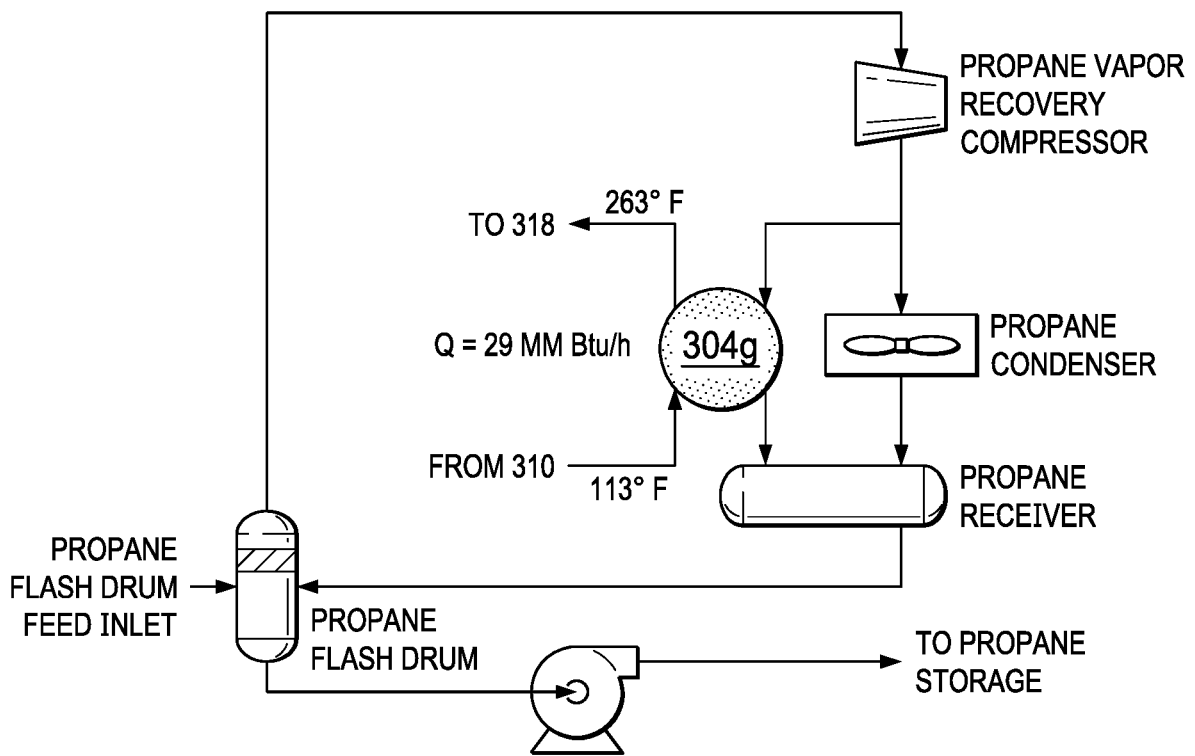 PROPANE VAPOR
RECOVERY
COMPRESSOR
263° F
TO 318
Q = 29 MM Btu/h
304g
PROPANE
CONDENSER
FROM 310
113° F
PROPANE
RECEIVER
PROPANE
FLASH DRUM
FEED INLET
PROPANE
FLASH DRUM
TO PROPANE
STORAGE